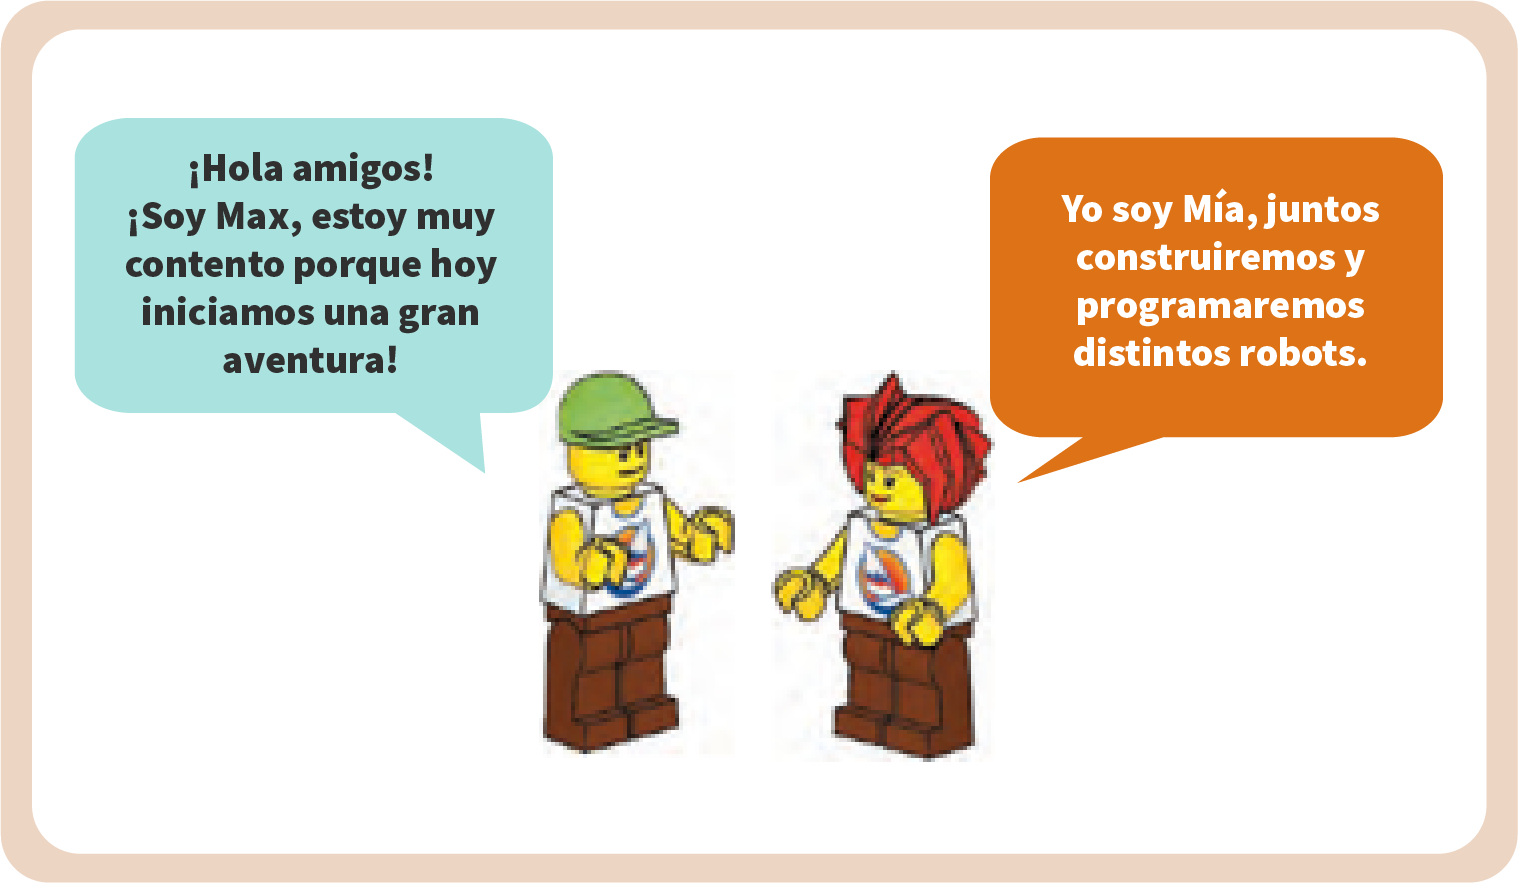 ¡Hola amigos!
¡Soy Max, estoy muy
contento porque hoy
iniciamos una gran
aventura!
Yo soy Mía, juntos
construiremos y
programaremos
distintos robots.